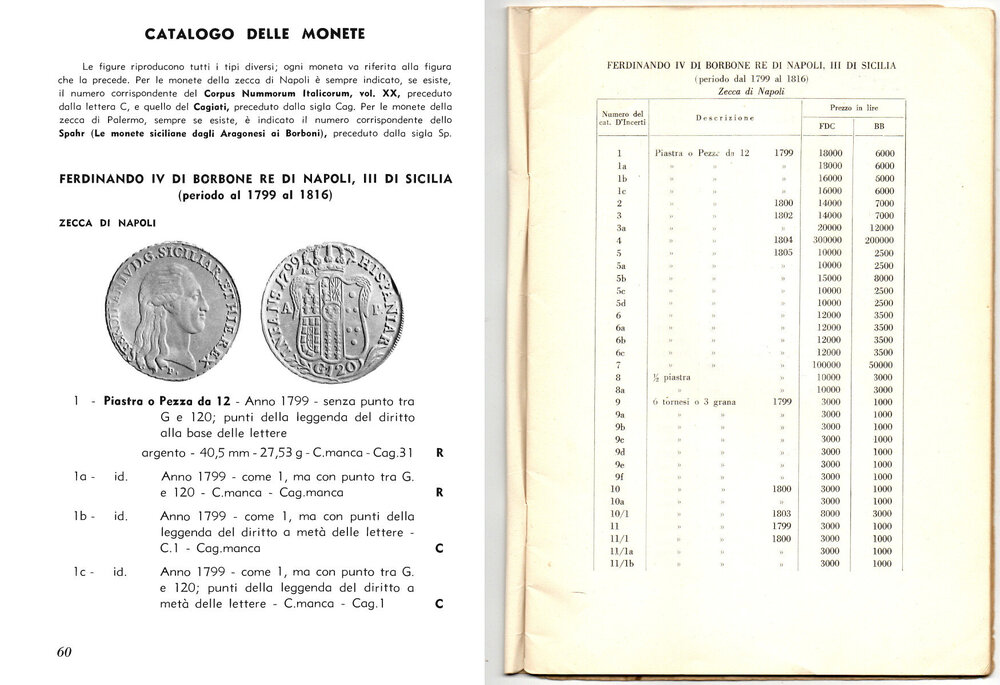 CATALOGO DELLE MONETE
Le figure riproducono tutti i tipi diversi; ogni moneta va riferita alla figura
che la precede. Per le monete della zecca di Napoli è sempre indicato, se esiste,
il numero corrispondente del Corpus Nummorum Italicorum, vol. XX, preceduto
dalla lettera C, e quello del Cagiati, preceduto dalla sigla Cag. Per le monete della
zecca di Palermo, sempre se esiste, è indicato il numero corrispondente dello
Spahr (Le monete siciliane dagli Aragonesi ai Borboni), preceduto dalla sigla Sp.
FERDINANDO IV DI BORBONE RE DI NAPOLI, III DI SICILIA
(periodo al 1799 al 1816)
ZECCA DI NAPOLI
D.G.SICILIAR.ET HIE.REX
P.
1799 HISPANIAR
A P
G 120
1 - Piastra o Pezza da 12 - Anno 1799 - senza punto tra
G e 120; punti della leggenda del diritto
alla base delle lettere
argento - 40,5 mm - 27,53 g - C.manca - Cag.31 R
1a - id. Anno 1799 - come 1, ma con punto tra G.
e 120 - C.manca - Cag.manca R
1b - id. Anno 1799 - come 1, ma con punti della
leggenda del diritto a metà delle lettere -
C.1 - Cag.manca C
1c - id. Anno 1799 - come 1, ma con punto tra G.
e 120; punti della leggenda del diritto a
metà delle lettere - C.manca - Cag.1 C
60
FERDINANDO IV DI BORBONE RE DI NAPOLI, III DI SICILIA
(periodo dal 1799 al 1816)
Zecca di Napoli
Numero del cat. D'Incerti Descrizione Prezzo in lire
FDC BB
1 Piastra o Pezza da 12 1799 18000 6000
1a » » » 18000 6000
1b » » » 16000 5000
1c » » » 16000 6000
2 » » 1800 14000 7000
3 » » 1802 14000 7000
3a » » » 20000 12000
4 » » 1804 300000 200000
5 » » 1805 10000 2500
5a » » » 10000 2500
5b » » » 15000 8000
5c » » » 10000 2500
5d » » » 10000 2500
6 » » » 12000 3500
6a » » » 12000 3500
6b » » » 12000 3500
6c » » » 12000 3500
7 » » » 100000 50000
8 ½ piastra » 10000 3000
8a » » 10000 3000
9 6 tornesi o 3 grana 1799 3000 1000
9a » » » 3000 1000
9b » » » 3000 1000
9c » » » 3000 1000
9d » » » 3000 1000
9e » » » 3000 1000
9f » » » 3000 1000
10 » » 1800 3000 1000
10a » » » 3000 1000
10/1 » » 1803 8000 3000
11 » » 1799 3000 1000
11/1 » » 1800 3000 1000
11/1a » » » 3000 1000
11/1b » » » 3000 1000